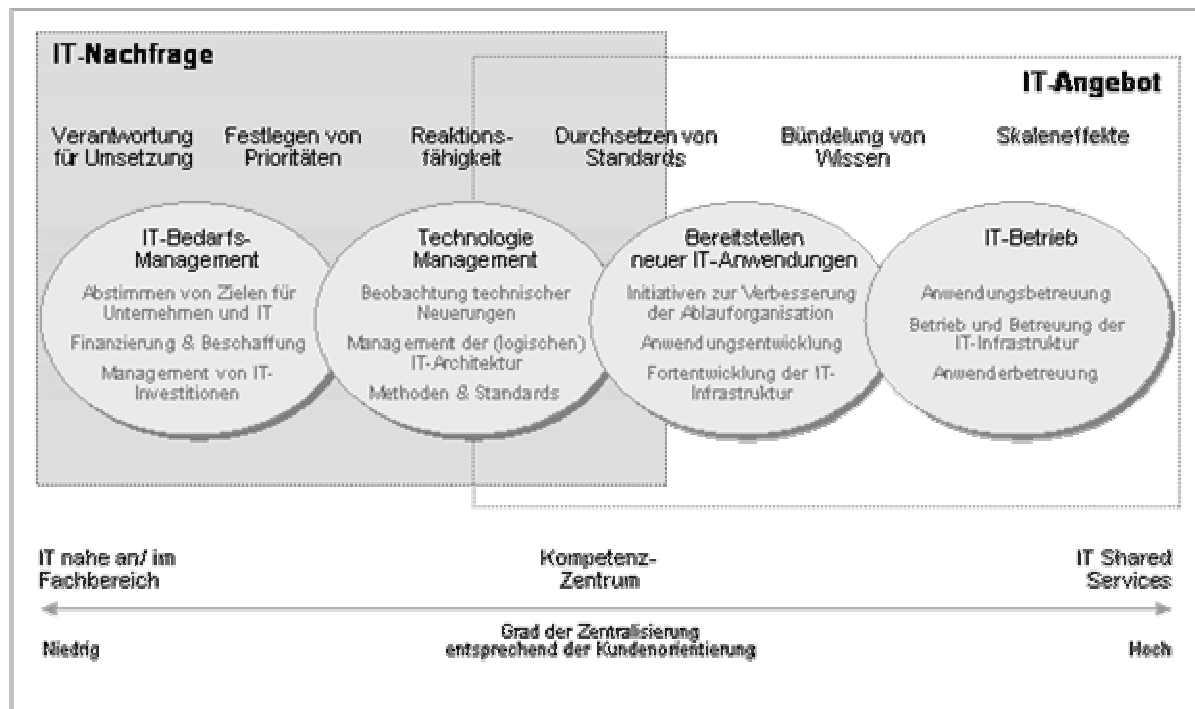 IT-Nachfrage
IT-Angebot
Verantwortung
für Umsetzung
Festlegen von
Prioritäten
Reaktions-
fähigkeit
Durchsetzen von
Standards
Bündelung von
Wissen
Skaleneffekte
IT-Bedarfs-
Management
Abstimmen von Zielen für
Unternehmen und IT
Finanzierung & Beschaffung
Management von IT-
Investitionen
Technologie
Management
Beobachtung technischer
Neuerungen
Management der (logischen)
IT-Architektur
Methoden & Standards
Bereitstellen
neuer IT-Anwendungen
Initiativen zur Verbesserung
der Ablauforganisation
Anwendungsentwicklung
Fortentwicklung der IT-
Infrastruktur
IT-Betrieb
Anwendungsbetreuung
Betrieb und Betreuung der
IT-Infrastruktur
Anwenderbetreuung
IT nahe an/ im
Fachbereich
Kompetenz-
Zentrum
IT Shared
Services
Niedrig
Grad der Zentralisierung
entsprechend der Kundenorientierung
Hoch